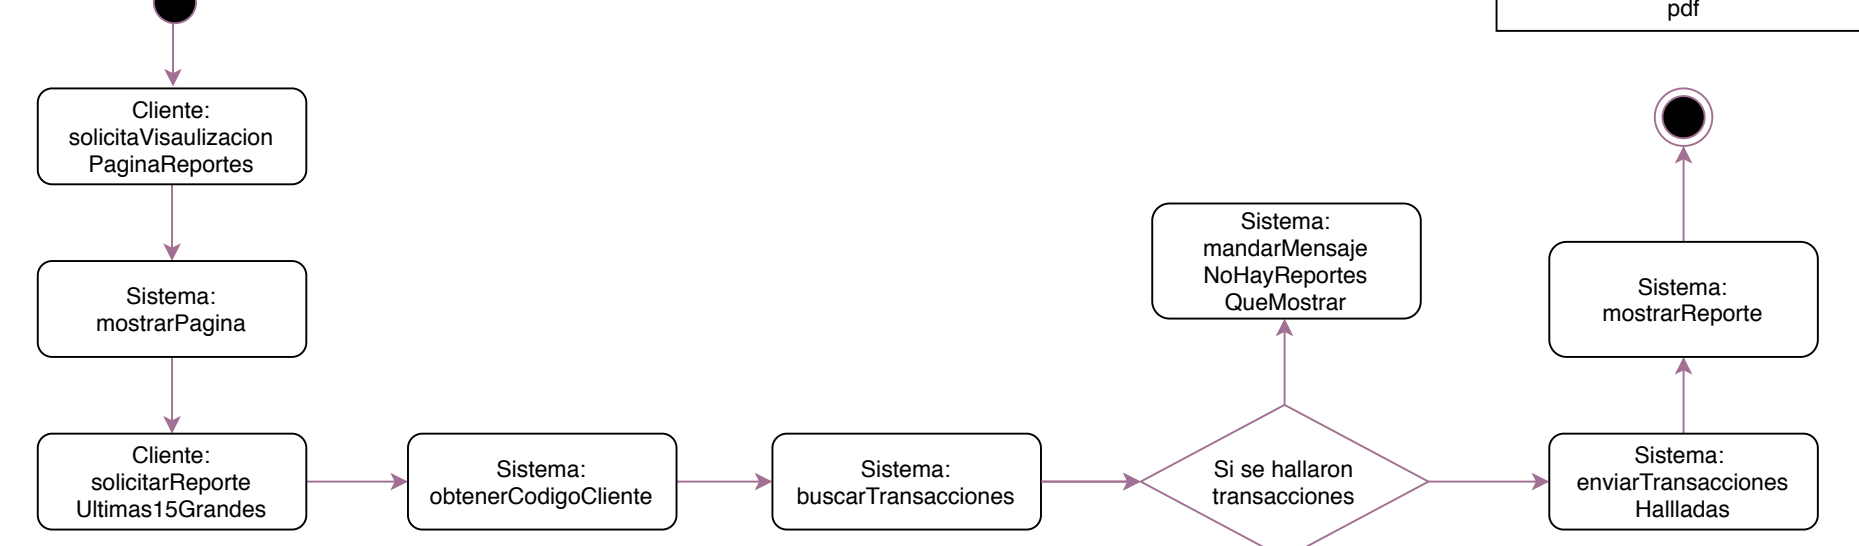 pdf
Cliente:
solicitaVisaulizacion
PaginaReportes
Sistema:
mostrarPagina
Cliente:
solicitarReporte
Ultimas15Grandes
Sistema:
obtenerCodigoCliente
Sistema:
buscarTransacciones
Si se hallaron
transacciones
Sistema:
mandarMensaje
NoHayReportes
QueMostrar
Sistema:
enviarTransacciones
Hallladas
Sistema:
mostrarReporte